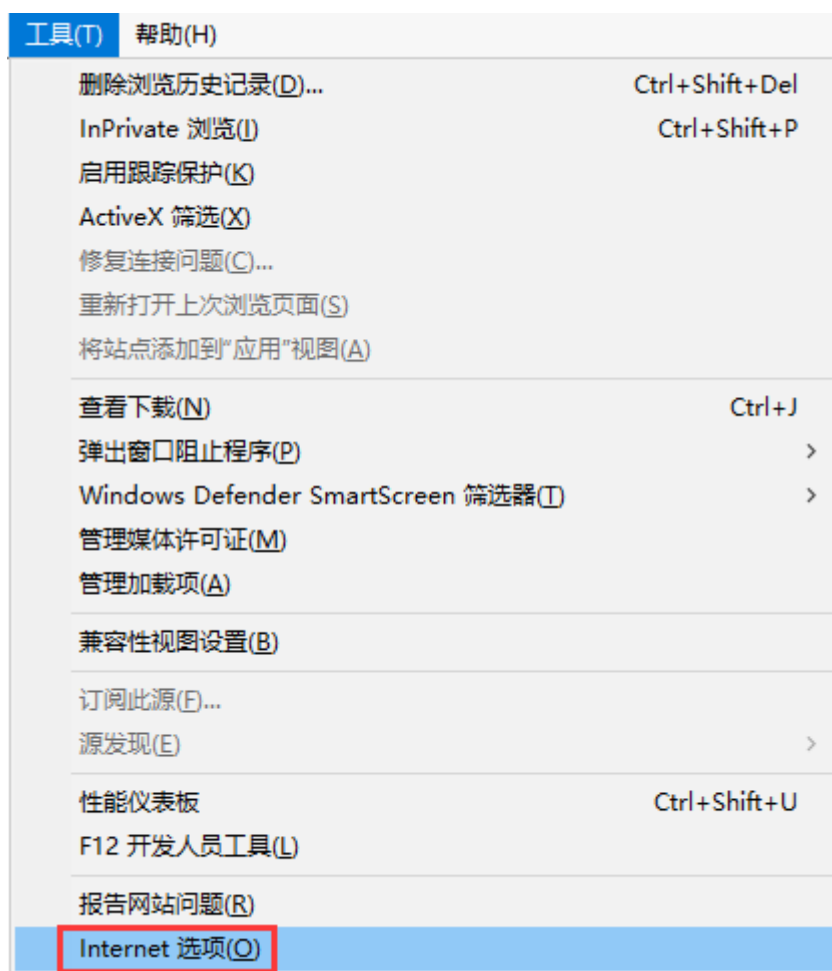 工具(T) 帮助(H)
删除浏览历史记录(D)... Ctrl+Shift+Del
InPrivate 浏览(I) Ctrl+Shift+P
启用跟踪保护(K)
ActiveX 筛选(X)
修复连接问题(C)...
重新打开上次浏览页面(S)
将站点添加到“应用”视图(A)
查看下载(N) Ctrl+J
弹出窗口阻止程序(P)
Windows Defender SmartScreen 筛选器(T)
管理媒体许可证(M)
管理加载项(A)
兼容性视图设置(B)
订阅此源(F)...
源发现(E)
性能仪表板 Ctrl+Shift+U
F12 开发人员工具(L)
报告网站问题(R)
Internet 选项(O)